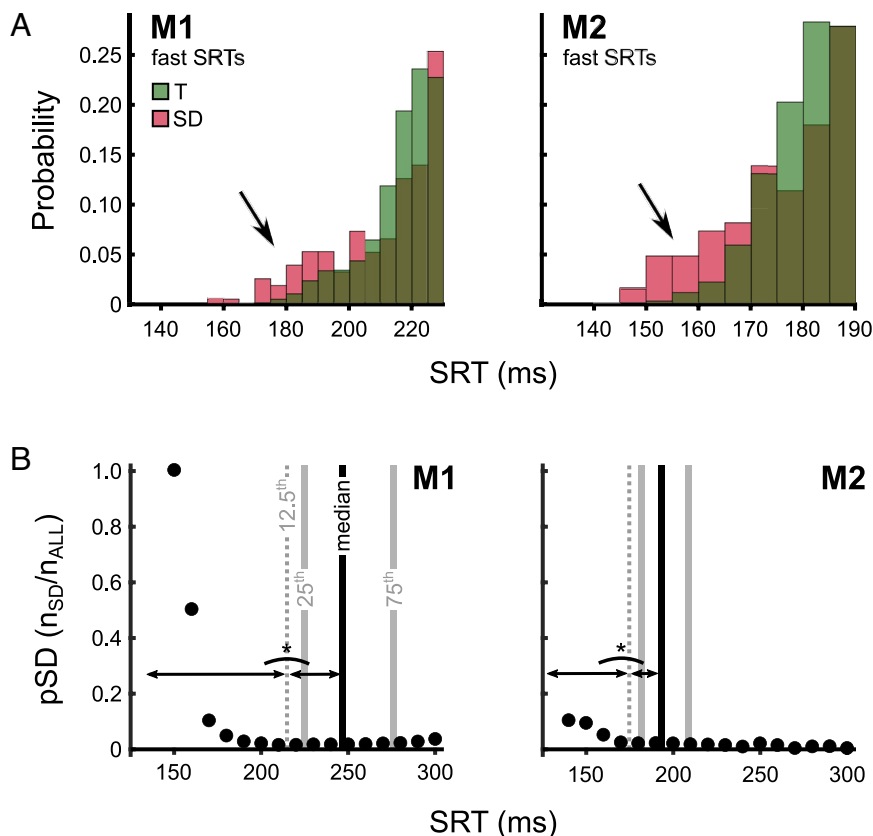 A
M1
fast SRTs
T
SD
M2
fast SRTs
Probability
0.25
0.20
0.15
0.10
0.05
0
140 160 180 200 220
140 150 160 170 180 190
SRT (ms)
B
M1
M2
pSD (nSD/nALL)
1.0
0.8
0.6
0.4
0.2
0
12.5th
25th
median
75th
*
*
150 200 250 300
150 200 250 300
SRT (ms)